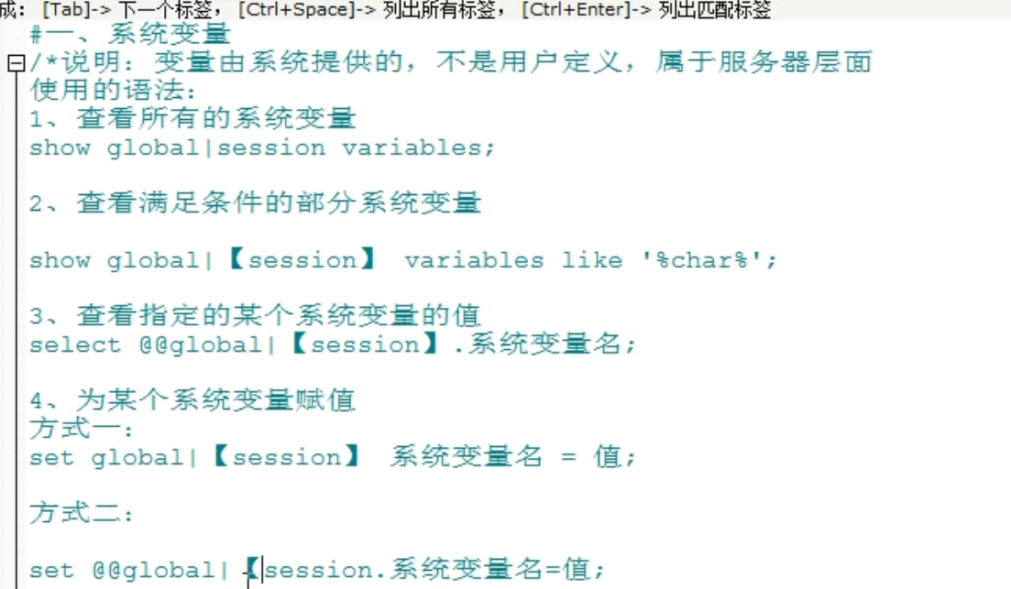 成: [Tab]-> 下一个标签, [Ctrl+Space]-> 列出所有标签, [Ctrl+Enter]-> 列出匹配标签
#一、系统变量
/*说明：变量由系统提供的，不是用户定义，属于服务器层面
使用的语法：
1、查看所有的系统变量
show global|session variables;
2、查看满足条件的部分系统变量
show global|【session】 variables like '%char%';
3、查看指定的某个系统变量的值
select @@global|【session】.系统变量名;
4、为某个系统变量赋值
方式一：
set global|【session】 系统变量名 = 值;
方式二：
set @@global|【session.系统变量名=值;